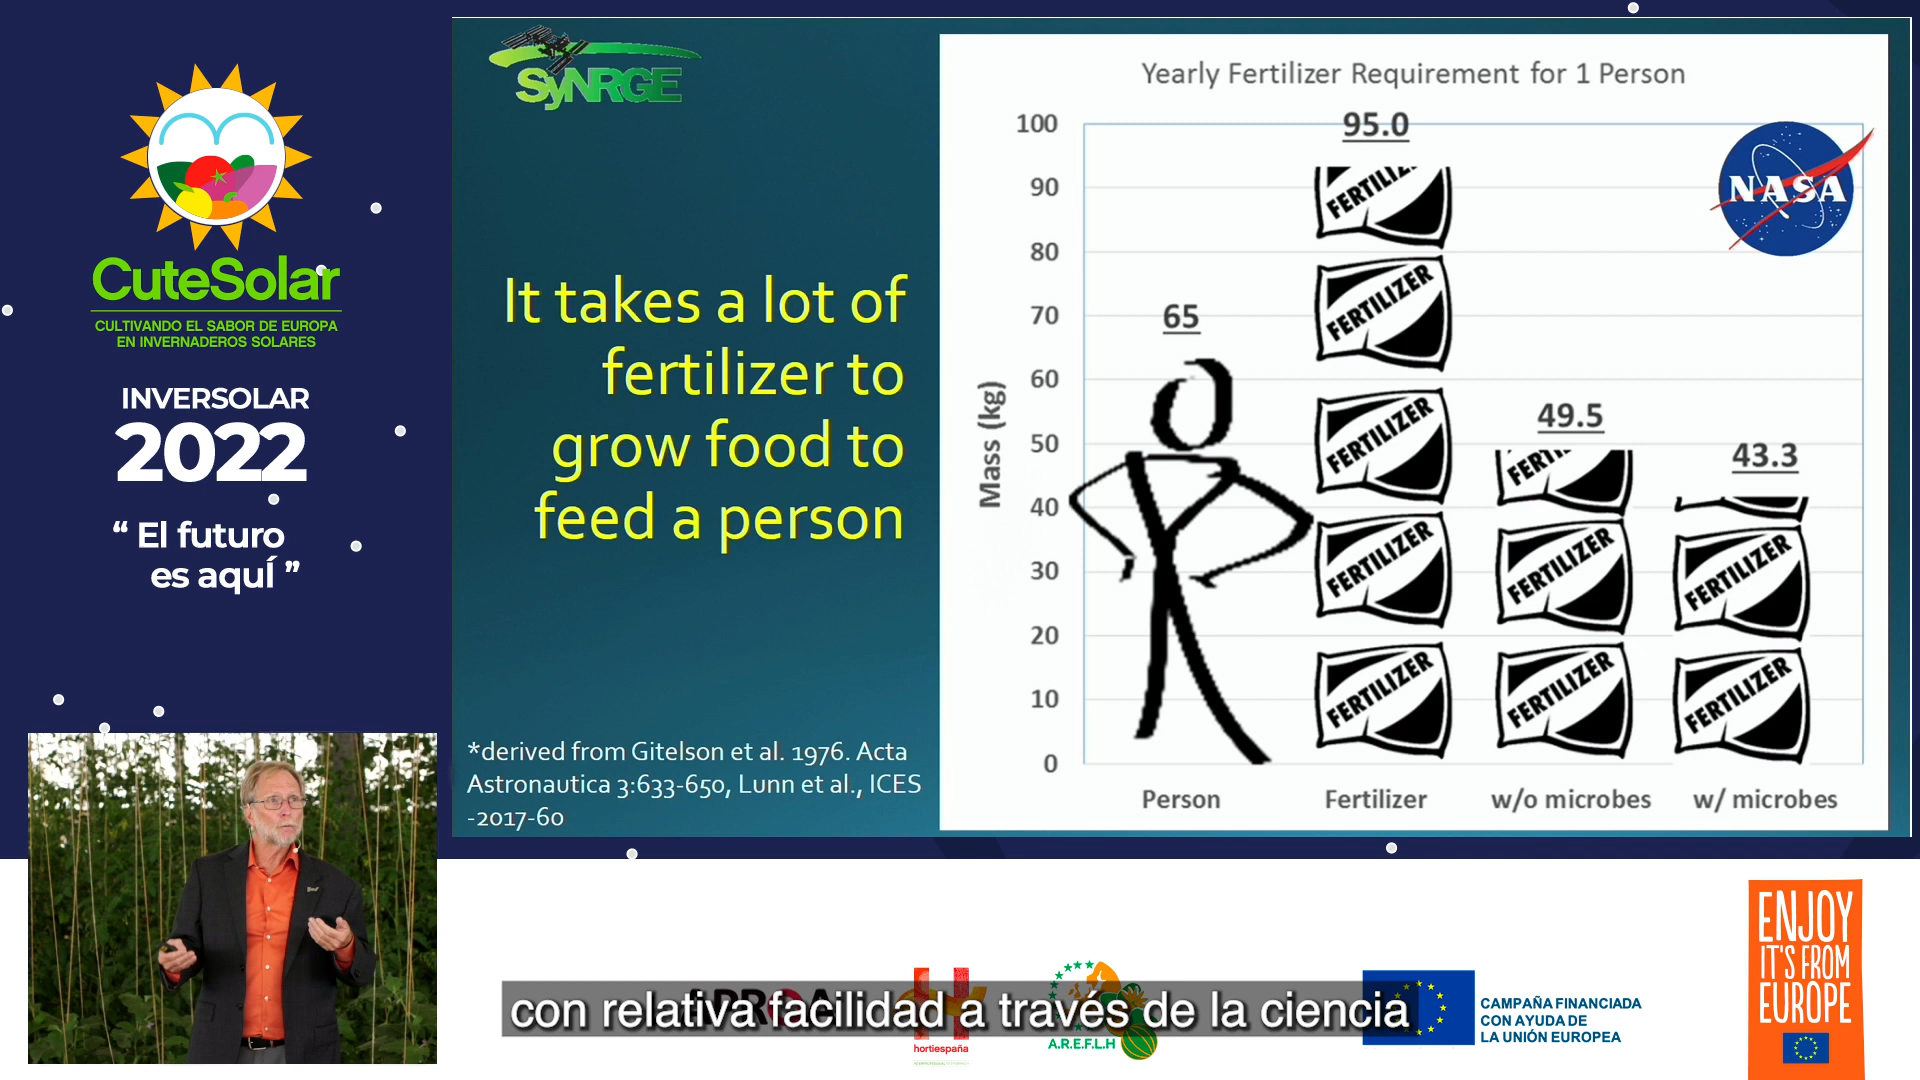 CuteSolar
CULTIVANDO EL SABOR DE EUROPA
EN INVERNADEROS SOLARES
INVERSOLAR
2022
“ El futuro
es aquÍ ”
SyNRGE
It takes a lot of
fertilizer to
grow food to
feed a person
*derived from Gitelson et al. 1976. Acta
Astronautica 3:633-650, Lunn et al., ICES
-2017-60
Yearly Fertilizer Requirement for 1 Person
NASA
Mass (kg)
100
90
80
70
60
50
40
30
20
10
0
65
95.0
49.5
43.3
FERTILIZER
FERTILIZER
FERTILIZER
FERTILIZER
FERTILIZER
FERTILIZER
FERTILIZER
FERTILIZER
FERTILIZER
Person
Fertilizer
w/o microbes
w/ microbes
con relativa facilidad a través de la ciencia
H
hortiespaña
A.R.E.F.L.H
CAMPAÑA FINANCIADA
CON AYUDA DE
LA UNIÓN EUROPEA
ENJOY
IT'S FROM
EUROPE